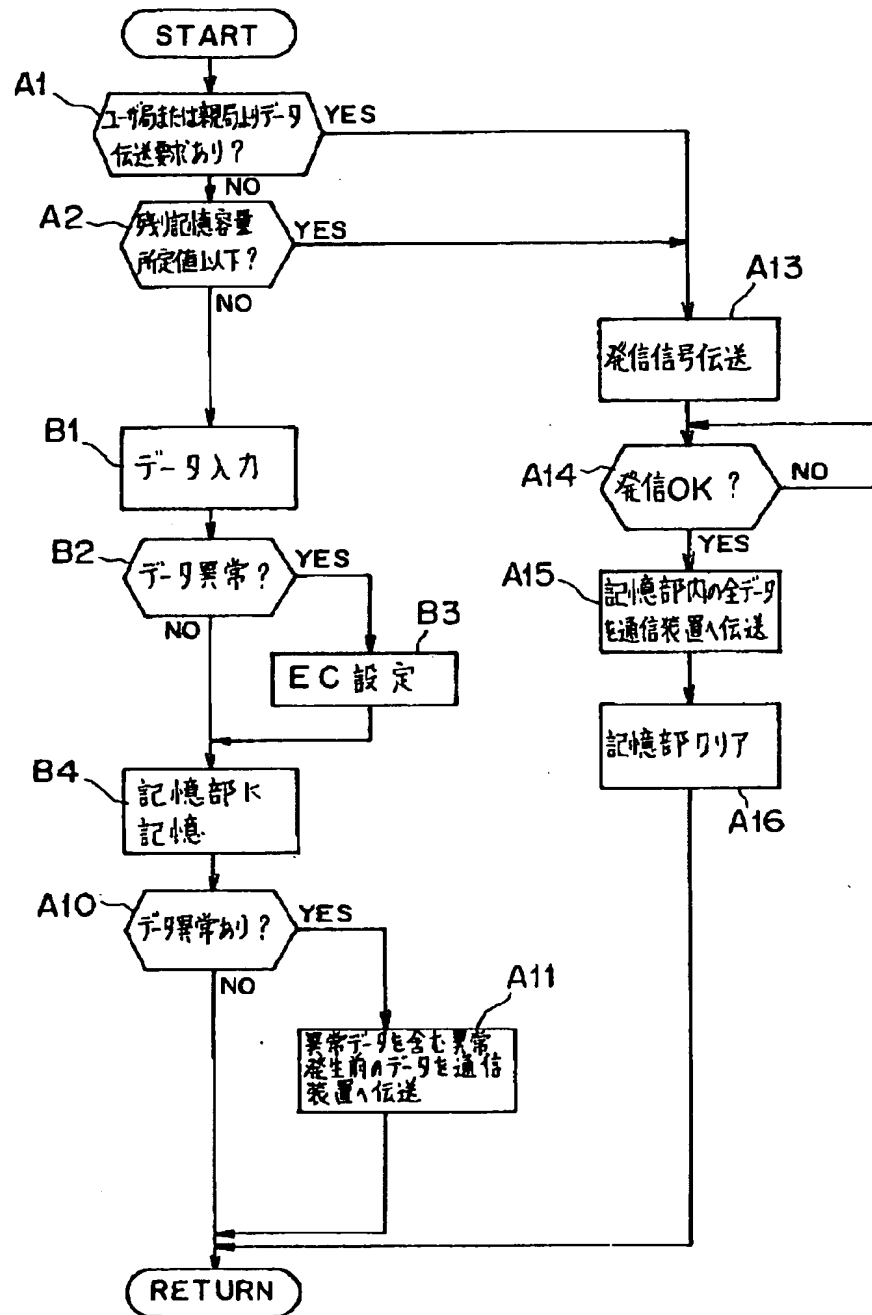 START
A1
ユーザ局または親局よりデータ
伝送要求あり?
YES
NO
A2
残り記憶容量
所定値以下?
YES
NO
A13
発信信号伝送
B1
データ入力
A14
発信OK?
NO
YES
B2
データ異常?
YES
NO
A15
記憶部内の全データ
を通信装置へ伝送
B3
EC設定
記憶部クリア
A16
B4
記憶部に
記憶
A10
データ異常あり?
YES
NO
A11
異常データを含む異常
発生前のデータを通信
装置へ伝送
RETURN